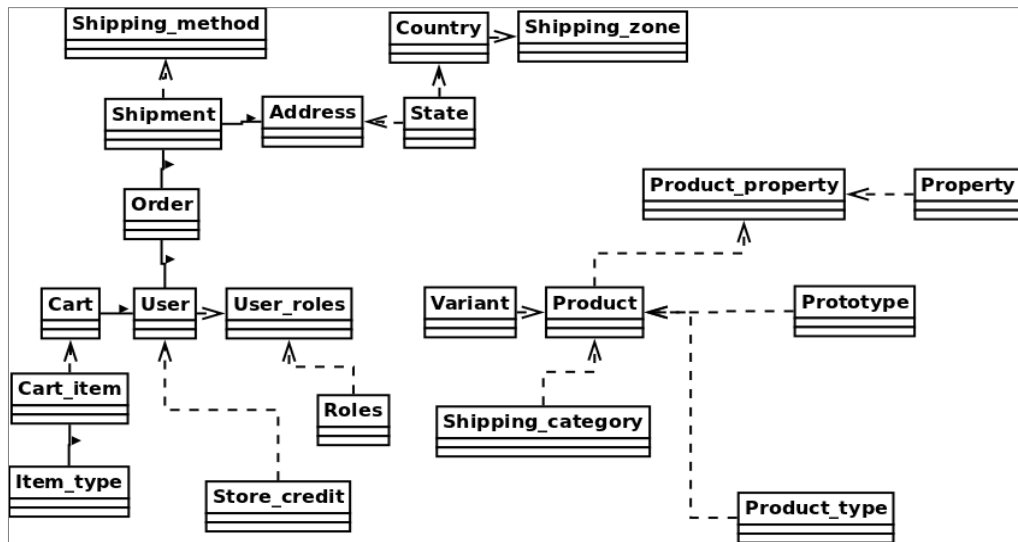 Shipping_method
Country
Shipping_zone
Shipment
Address
State
Product_property
Property
Order
Cart
User
User_roles
Variant
Product
Prototype
Cart_item
Roles
Shipping_category
Item_type
Store_credit
Product_type